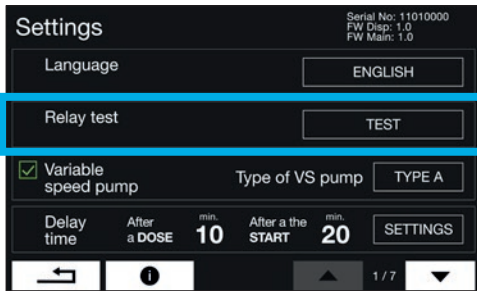 Settings
Serial No: 11010000
FW Disp: 1.0
FW Main: 1.0
Language
ENGLISH
Relay test
TEST
Variable
speed pump
Type of VS pump
TYPE A
Delay
time
After
a DOSE
min.
10
After a the
START
min.
20
SETTINGS
1/7